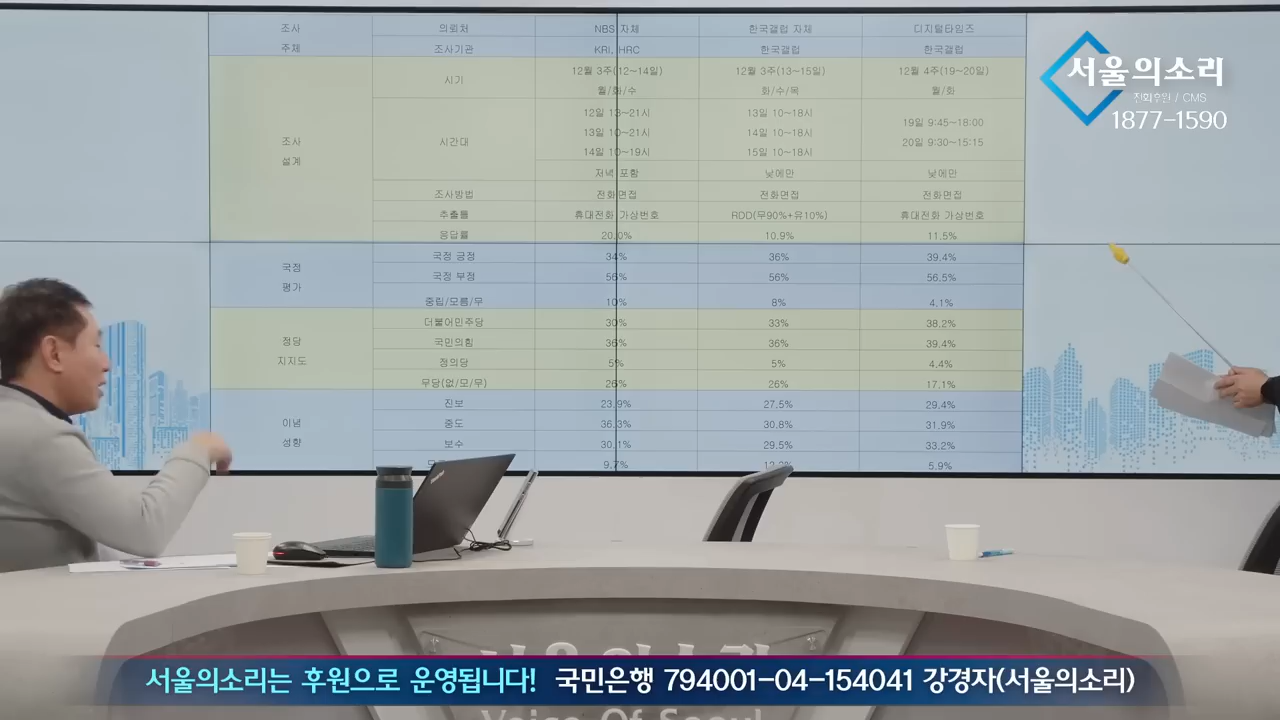 조사 의뢰처 NBS 자체 한국갤럽 자체 디지털타임즈
주체 조사기관 KRI, HRC 한국갤럽 한국갤럽
시기 12월 3주(12~14일) 12월 3주(13~15일) 12월 4주(19~20일)
월/화/수 화/수/목 월/화
조사
설계
시간대
12일 13~21시 13일 10~18시 19일 9:45~18:00
13일 10~21시 14일 10~18시 20일 9:30~15:15
14일 10~19시 15일 10~18시
저녁 포함 낮에만 낮에만
조사방법 전화면접 전화면접 전화면접
추출틀 휴대전화 가상번호 RDD(무90%+유10%) 휴대전화 가상번호
응답률 20.0% 10.9% 11.5%
국정
평가
국정 긍정 34% 36% 39.4%
국정 부정 56% 56% 56.5%
중립/모름/무 10% 8% 4.1%
정당
지지도
더불어민주당 30% 33% 38.2%
국민의힘 36% 36% 39.4%
정의당 5% 5% 4.4%
무당(없/모/무) 26% 26% 17.1%
이념
성향
진보 23.9% 27.5% 29.4%
중도 36.3% 30.8% 31.9%
보수 30.1% 29.5% 33.2%
9.7% 5.9%
서울의소리
전화후원 / CMS
1877-1590
서울의소리
서울의소리는 후원으로 운영됩니다! 국민은행 794001-04-154041 강경자(서울의소리)
Voice Of Seoul